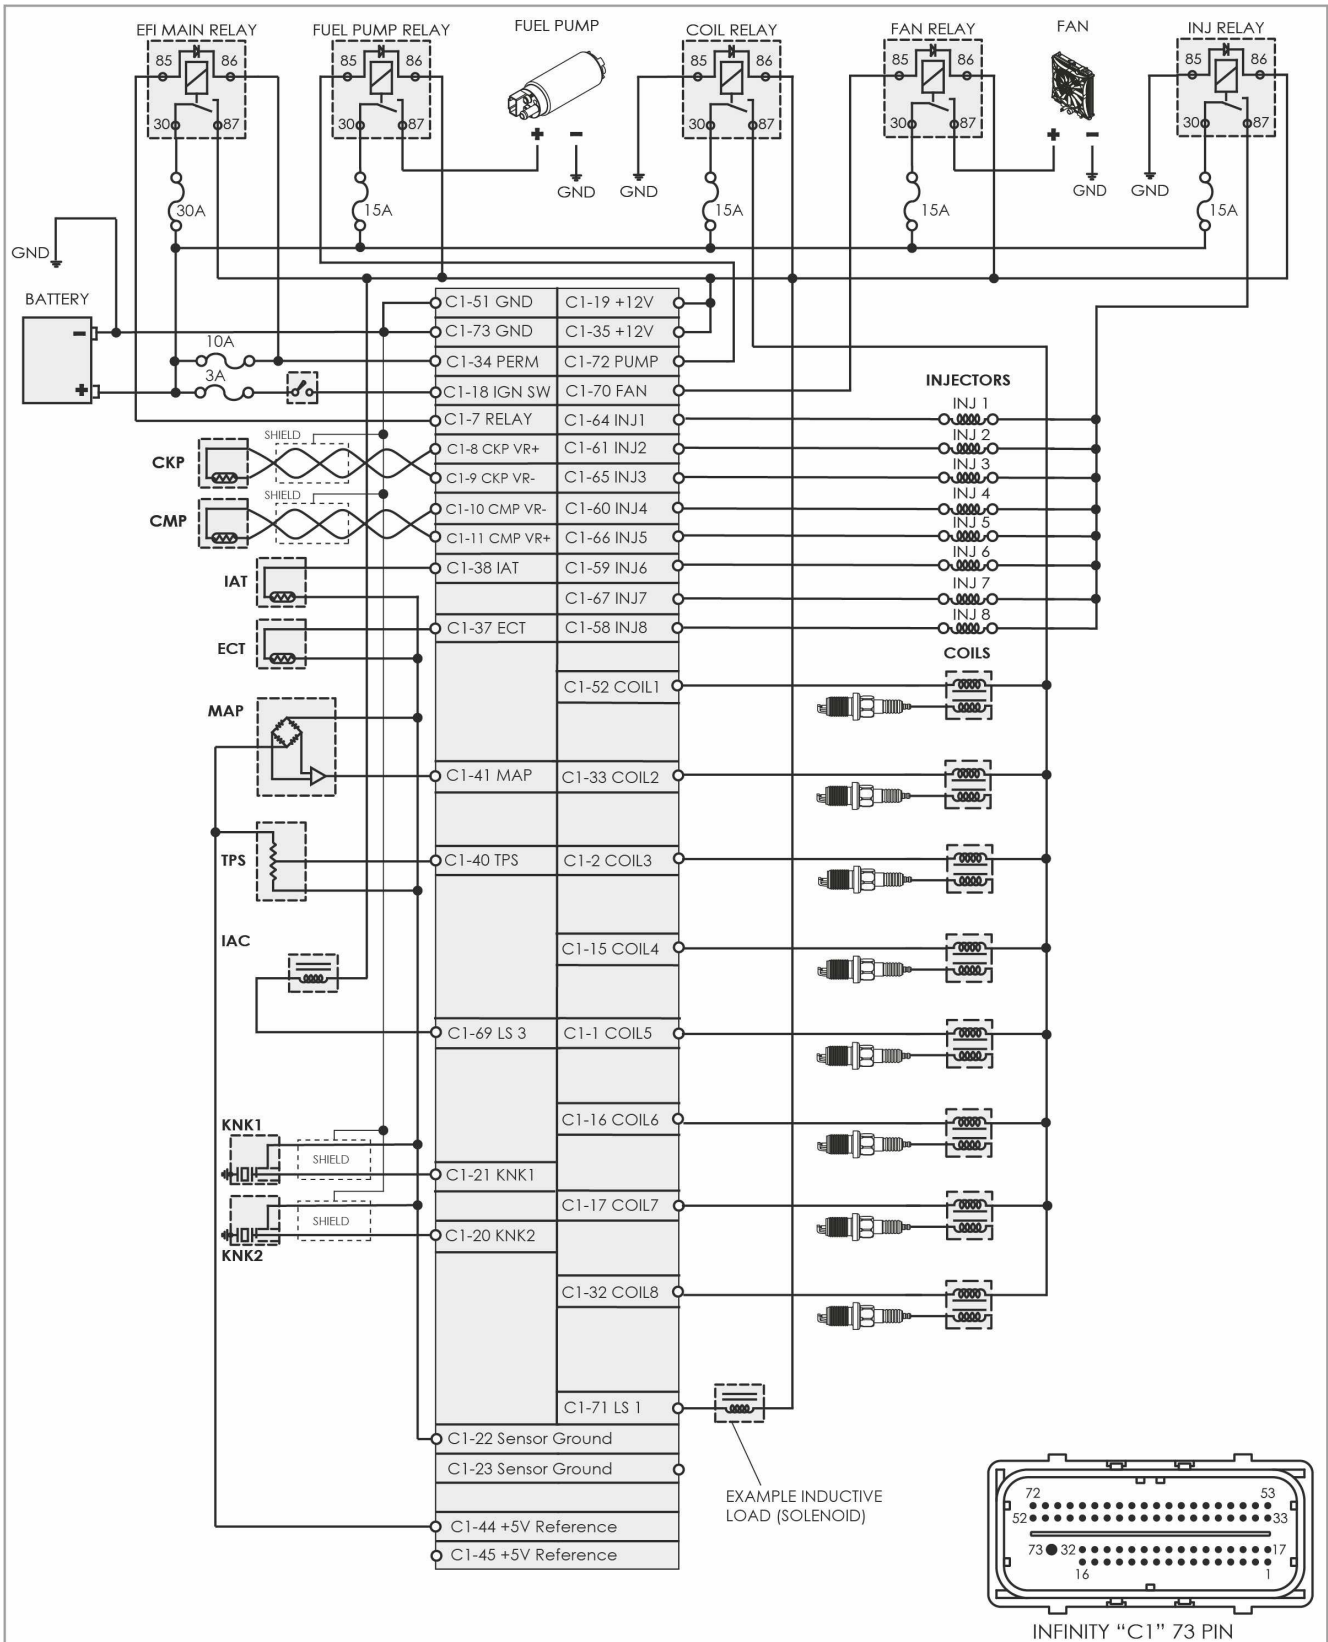 EFI MAIN RELAY
FUEL PUMP RELAY
FUEL PUMP
COIL RELAY
FAN RELAY
FAN
INJ RELAY
85 86
85 86
85 86
85 86
85 86
30 87
30 87
30 87
30 87
30 87
+ -
+ -
GND
GND
GND
GND
30A
15A
15A
15A
15A
GND
BATTERY
-
+
10A
3A
C1-51 GND
C1-19 +12V
C1-73 GND
C1-35 +12V
C1-34 PERM
C1-72 PUMP
C1-18 IGN SW
C1-70 FAN
C1-7 RELAY
C1-64 INJ1
C1-8 CKP VR+
C1-61 INJ2
C1-9 CKP VR-
C1-65 INJ3
C1-10 CMP VR-
C1-60 INJ4
C1-11 CMP VR+
C1-66 INJ5
C1-38 IAT
C1-59 INJ6
C1-67 INJ7
C1-37 ECT
C1-58 INJ8
C1-52 COIL1
C1-41 MAP
C1-33 COIL2
C1-40 TPS
C1-2 COIL3
C1-15 COIL4
C1-69 LS 3
C1-1 COIL5
C1-16 COIL6
C1-21 KNK1
C1-17 COIL7
C1-20 KNK2
C1-32 COIL8
C1-71 LS 1
C1-22 Sensor Ground
C1-23 Sensor Ground
C1-44 +5V Reference
C1-45 +5V Reference
SHIELD
CKP
SHIELD
CMP
IAT
ECT
MAP
TPS
IAC
KNK1
SHIELD
SHIELD
KNK2
INJECTORS
INJ 1
INJ 2
INJ 3
INJ 4
INJ 5
INJ 6
INJ 7
INJ 8
COILS
EXAMPLE INDUCTIVE
LOAD (SOLENOID)
72 53
52 33
73 32 17
16 1
INFINITY “C1” 73 PIN